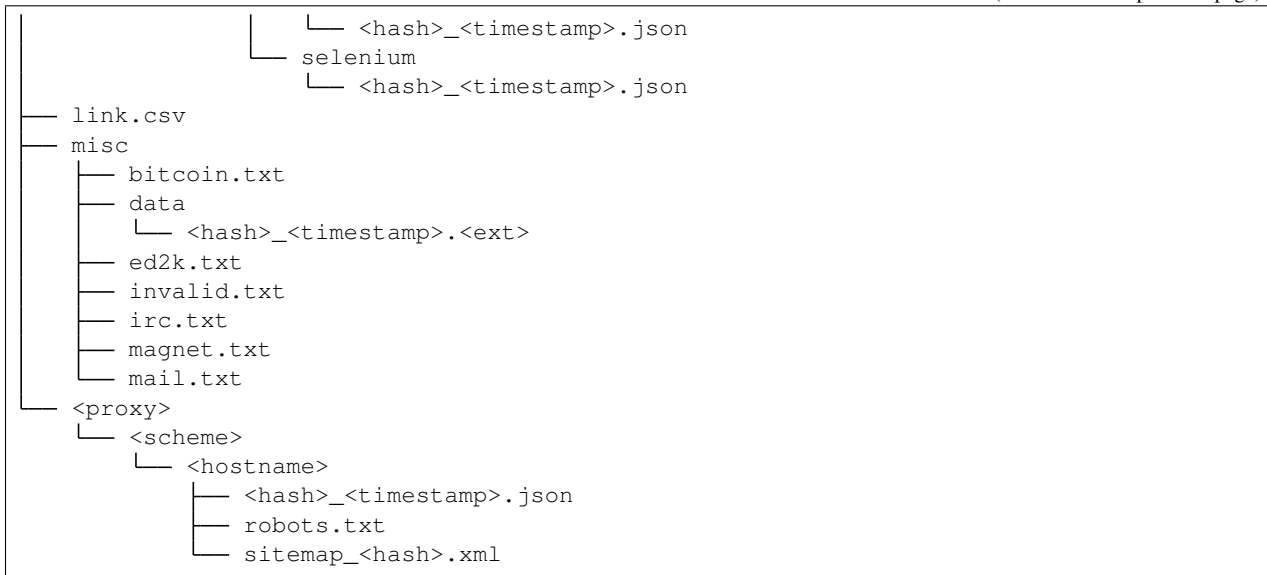 │               │   └── <hash>_<timestamp>.json
│               └── selenium
│                   └── <hash>_<timestamp>.json
├── link.csv
├── misc
│   ├── bitcoin.txt
│   ├── data
│   │   └── <hash>_<timestamp>.<ext>
│   ├── ed2k.txt
│   ├── invalid.txt
│   ├── irc.txt
│   ├── magnet.txt
│   └── mail.txt
└── <proxy>
    └── <scheme>
        └── <hostname>
            ├── <hash>_<timestamp>.json
            ├── robots.txt
            └── sitemap_<hash>.xml